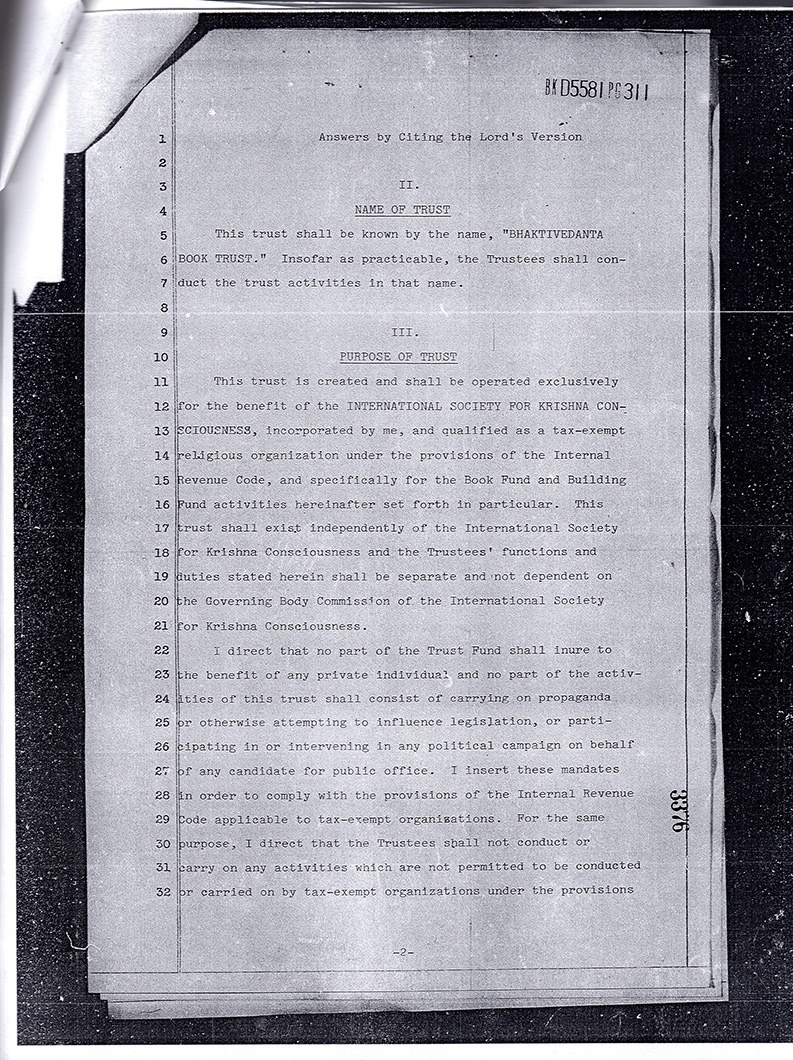 BK D5581 PG 311
1 Answers by Citing the Lord's Version
2
3 II.
4 NAME OF TRUST
5 This trust shall be known by the name, "BHAKTIVEDANTA
6 BOOK TRUST." Insofar as practicable, the Trustees shall con-
7 duct the trust activities in that name.
8
9 III.
10 PURPOSE OF TRUST
11 This trust is created and shall be operated exclusively
12 for the benefit of the INTERNATIONAL SOCIETY FOR KRISHNA CON-
13 SCIOUSNESS, incorporated by me, and qualified as a tax-exempt
14 religious organization under the provisions of the Internal
15 Revenue Code, and specifically for the Book Fund and Building
16 Fund activities hereinafter set forth in particular. This
17 trust shall exist independently of the International Society
18 for Krishna Consciousness and the Trustees' functions and
19 duties stated herein shall be separate and not dependent on
20 the Governing Body Commission of the International Society
21 for Krishna Consciousness.
22 I direct that no part of the Trust Fund shall inure to
23 the benefit of any private individual and no part of the activ-
24 ities of this trust shall consist of carrying on propaganda
25 or otherwise attempting to influence legislation, or parti-
26 cipating in or intervening in any political campaign on behalf
27 of any candidate for public office. I insert these mandates
28 in order to comply with the provisions of the Internal Revenue
29 Code applicable to tax-exempt organizations. For the same
30 purpose, I direct that the Trustees shall not conduct or
31 carry on any activities which are not permitted to be conducted
32 or carried on by tax-exempt organizations under the provisions
3376
-2-